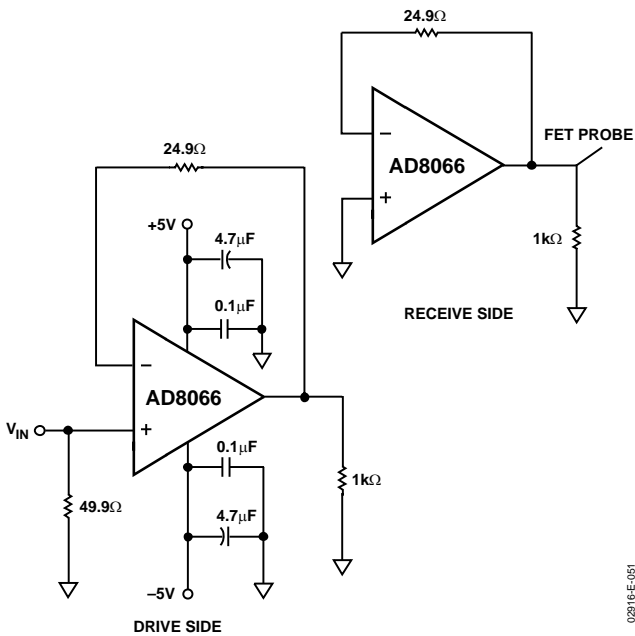 24.9Ω
FET PROBE
AD8066
−
+
1kΩ
RECEIVE SIDE
24.9Ω
+5V
4.7μF
0.1μF
−
AD8066
VIN
+
0.1μF
1kΩ
49.9Ω
4.7μF
–5V
DRIVE SIDE
02916-E-051